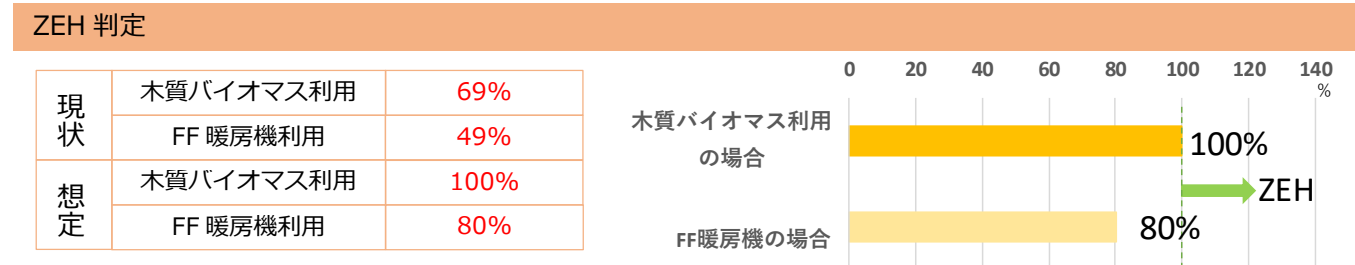 ZEH 判定
現状
木質バイオマス利用 69%
FF 暖房機利用 49%
想定
木質バイオマス利用 100%
FF 暖房機利用 80%
0 20 40 60 80 100 120 140
%
木質バイオマス利用
の場合
100%
ZEH
FF暖房機の場合
80%